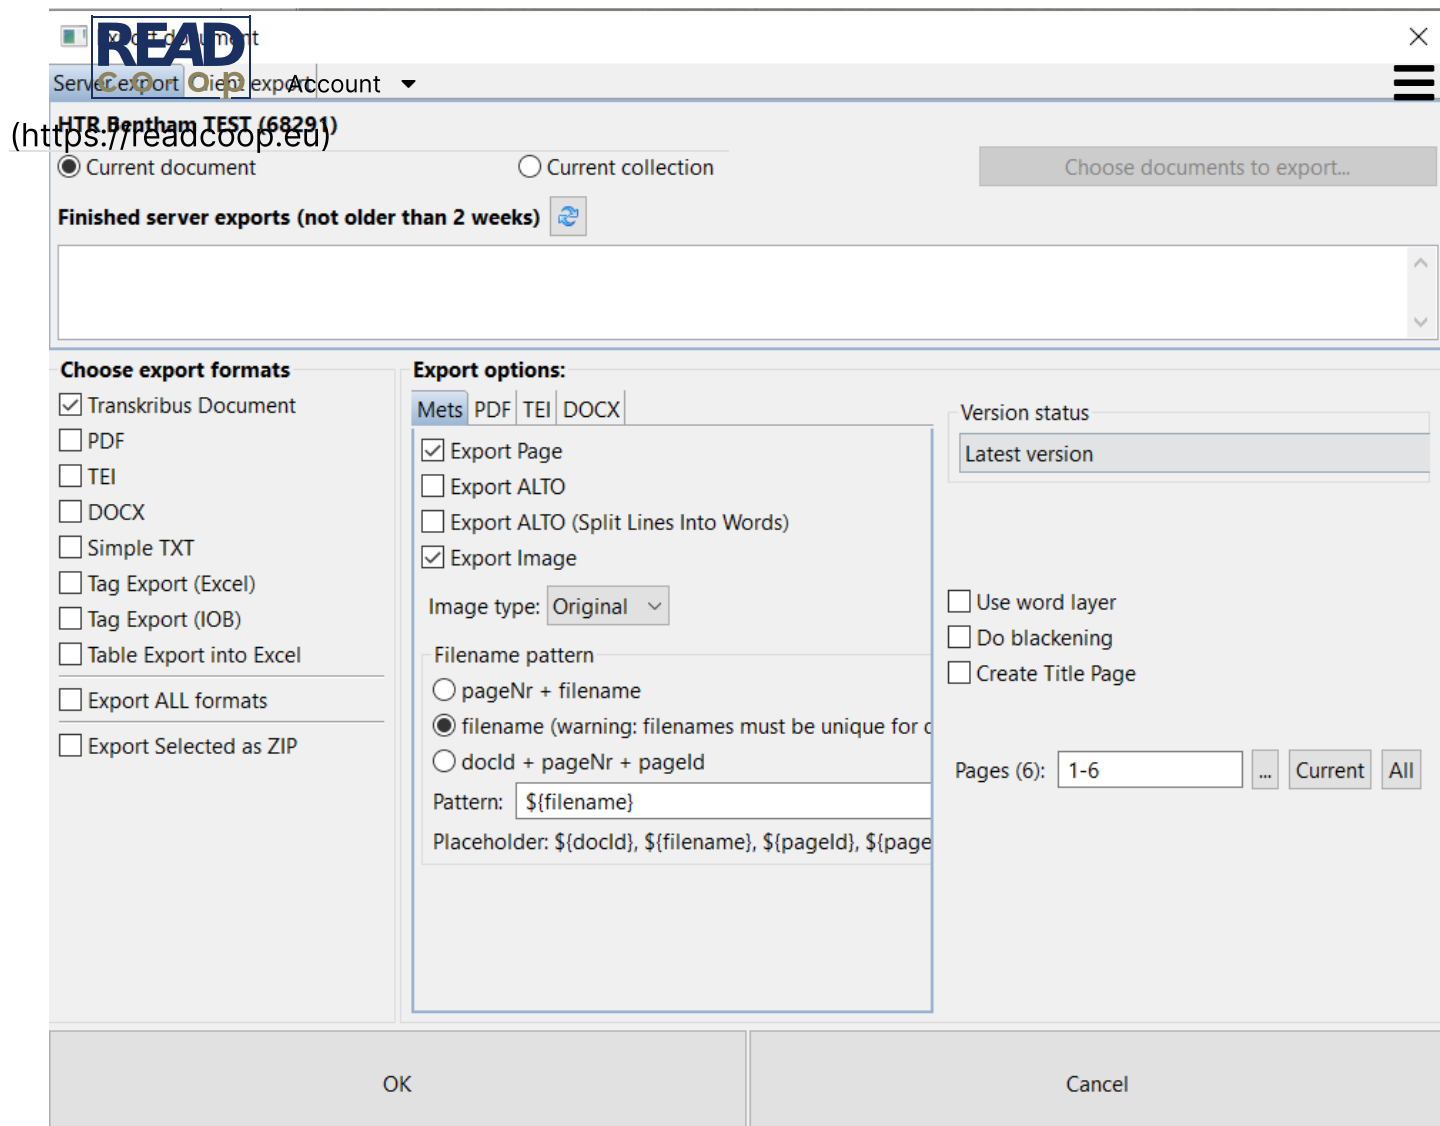 Export document
READ
co-op
Server export Client export
Account
HTR Bentham TEST (68291)
(https://readcoop.eu)
Current document Current collection Choose documents to export...
Finished server exports (not older than 2 weeks)
Choose export formats
Transkribus Document
PDF
TEI
DOCX
Simple TXT
Tag Export (Excel)
Tag Export (IOB)
Table Export into Excel
Export ALL formats
Export Selected as ZIP
Export options:
Mets PDF TEI DOCX
Export Page
Export ALTO
Export ALTO (Split Lines Into Words)
Export Image
Image type: Original
Filename pattern
pageNr + filename
filename (warning: filenames must be unique for
docId + pageNr + pageId
Pattern: ${filename}
Placeholder: ${docId}, ${filename}, ${pageId}, ${page
Version status
Latest version
Use word layer
Do blackening
Create Title Page
Pages (6): 1-6 ... Current All
OK Cancel